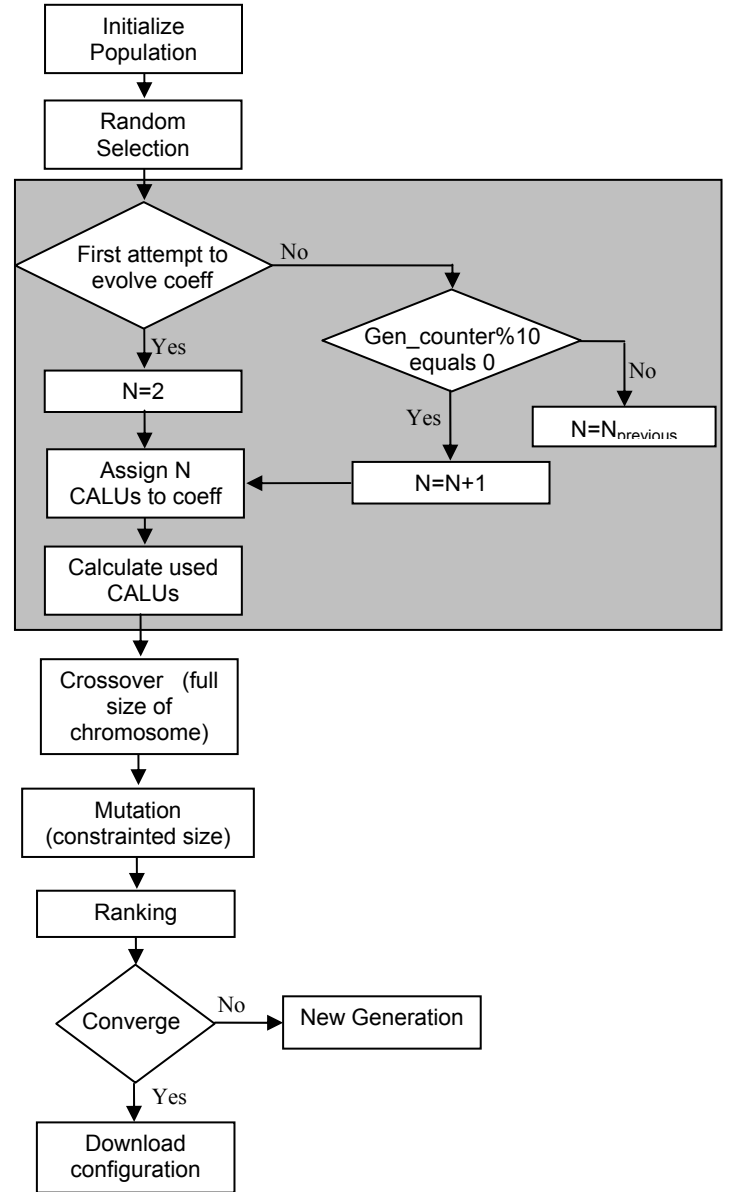 Initialize
Population
Random
Selection
First attempt to
evolve coeff
No
Yes
Gen_counter%10
equals 0
No
Yes
N=2
N=Nprevious
Assign N
CALUs to coeff
N=N+1
Calculate used
CALUs
Crossover (full
size of
chromosome)
Mutation
(constrainted size)
Ranking
Converge
No
New Generation
Yes
Download
configuration